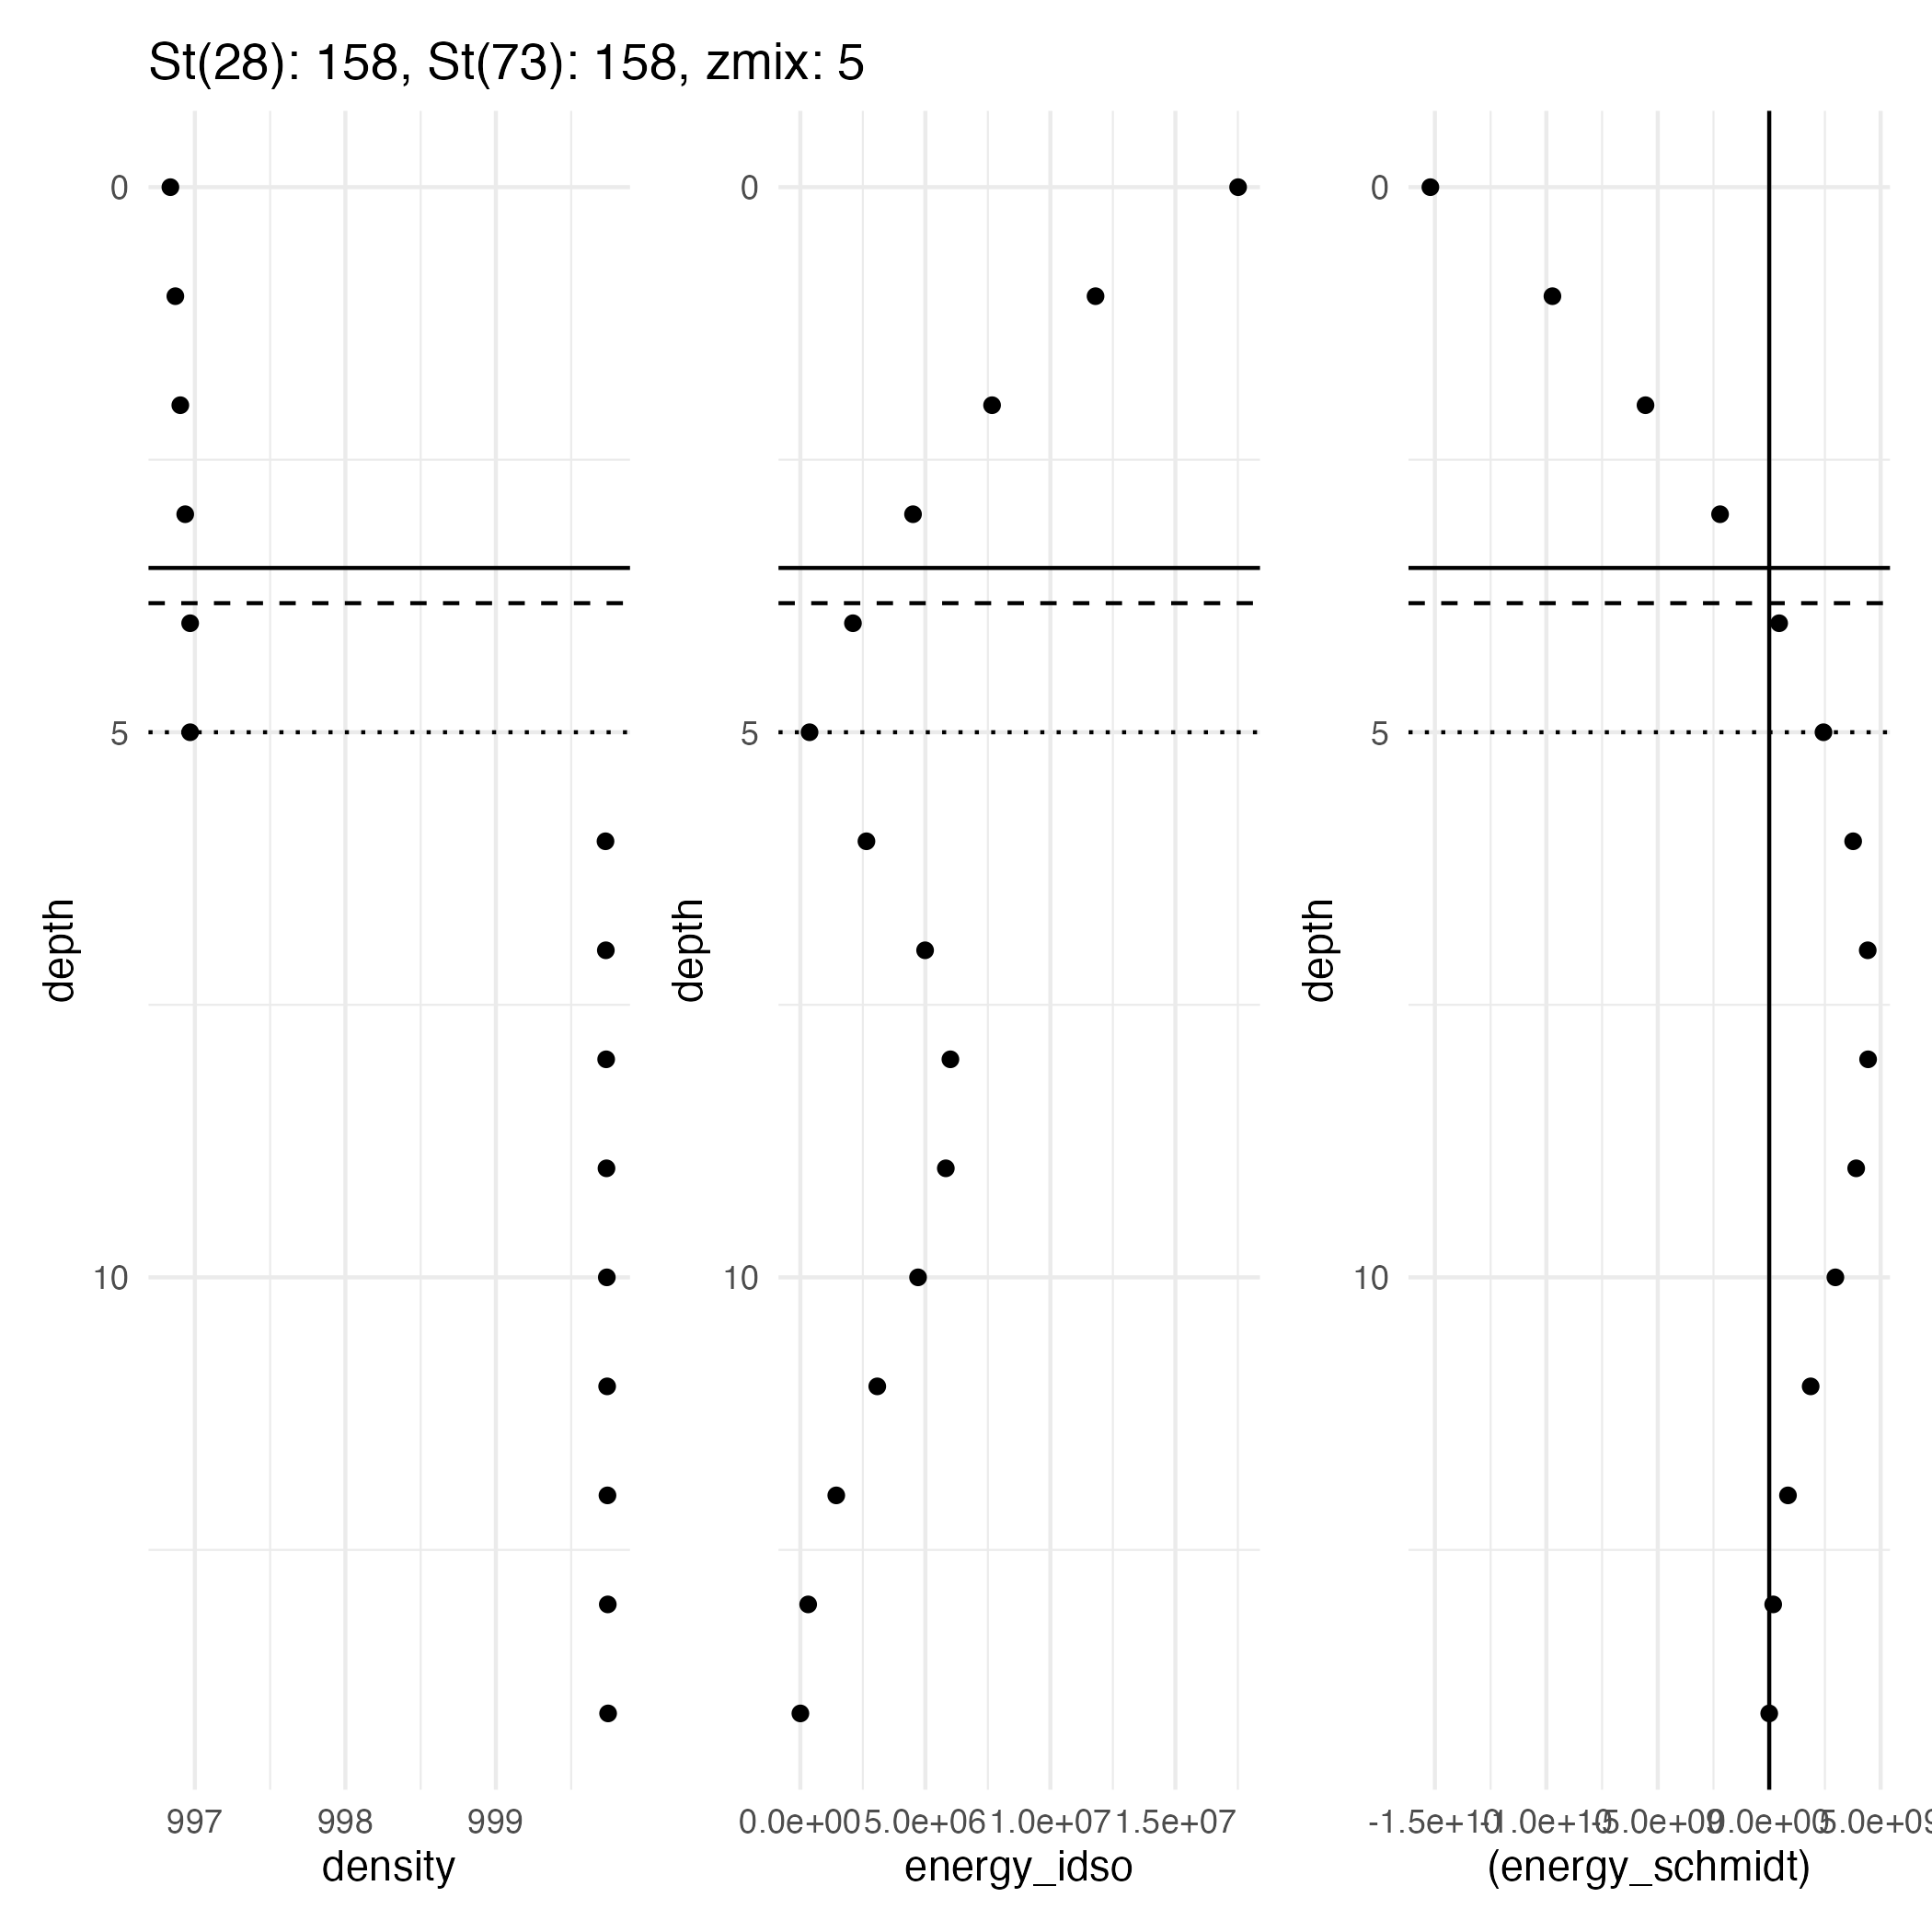 St(28): 158, St(73): 158, zmix: 5
depth
0
5
10
997 998 999
density
depth
0
5
10
0.0e+00 5.0e+06 1.0e+07 1.5e+07
energy_idso
depth
0
5
10
-1.5e+10 -1.0e+10 -5.0e+09 0.0e+00 5.0e+09
(energy_schmidt)